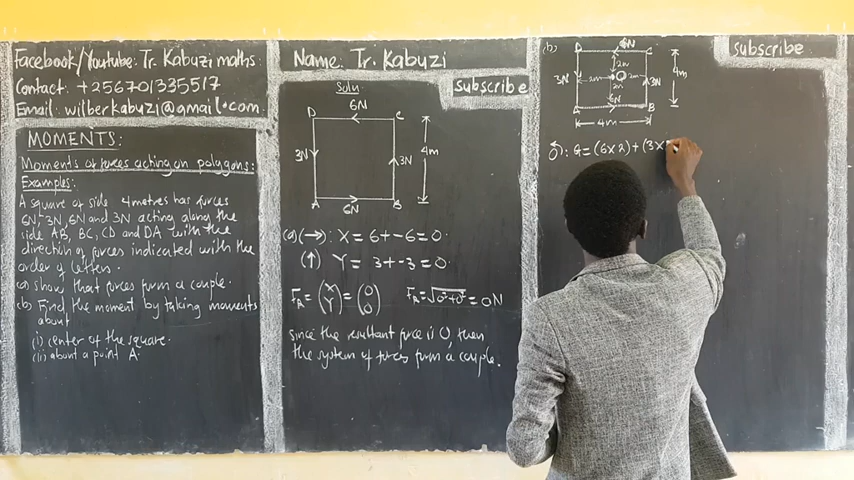 Facebook/Youtube: Tr. Kabuzi maths:
Contact: +256701335517
Email: wilberkabuzi@gmail.com
MOMENTS:
Moments of forces acting on polygons:
Examples:
A square of side 4metres has forces
6N, 3N, 6N and 3N acting along the
side AB, BC, CD and DA with the
direction of forces indicated with the
order of letters.
(a) show that forces form a couple.
(b) Find the moment by taking moments
about
(i) center of the square.
(ii) about a point A.
Name: Tr. Kabuzi
Soln
subscribe
6N
D C
3N 3N 4m
A B
6N
(a) (→): X = 6+-6=0.
(↑) Y = 3+-3=0.
F_R = (X Y) = (0 0) F_R = √0²+0² = 0N
since the resultant force is 0, then
the system of forces form a couple.
subscribe
(b) 6N
D C
2m
3N 2m O 2m 3N 4m
2m
6N
A B
4m
O: G = (6x2)+(3x